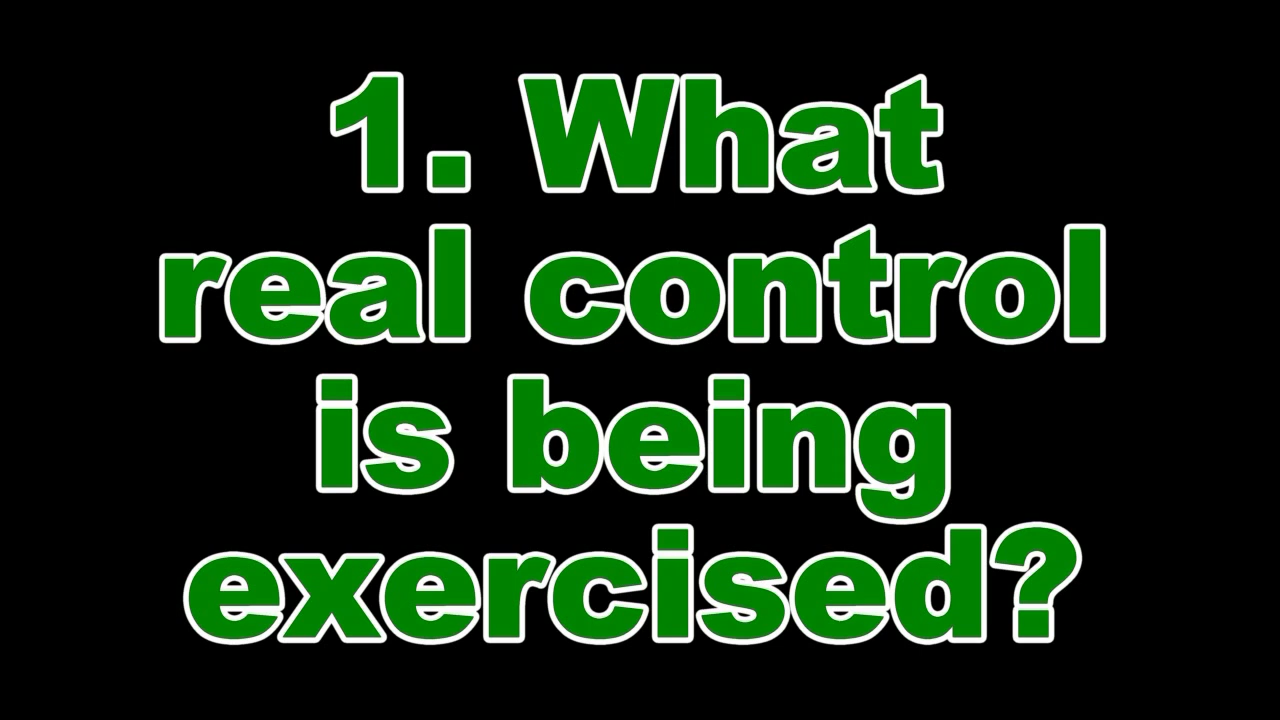 1. What
real control
is being
exercised?